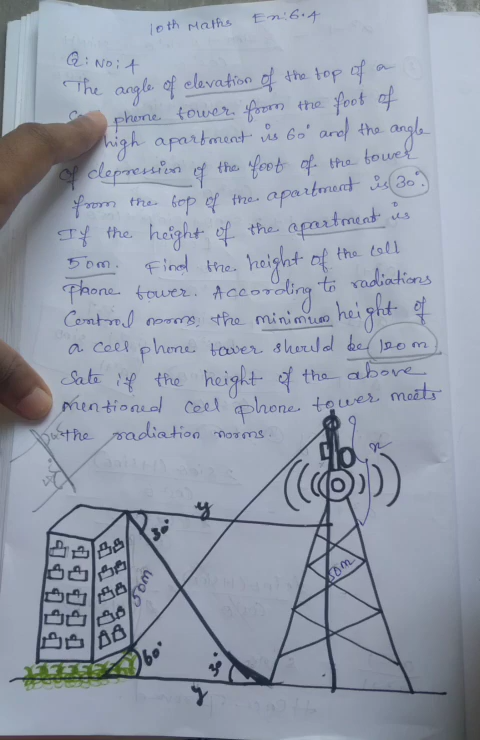 10th Maths Ex:6.4
Q: No: 4
The angle of elevation of the top of a
phone tower from the foot of
high apartment is 60° and the angle
of depression of the foot of the tower
from the top of the apartment is 30°.
If the height of the apartment is
50m. Find the height of the cell
Phone tower. According to radiations
Control norms, the minimum height of
a cell phone tower should be 120m
Sate if the height of the above
mentioned cell phone tower meets
the radiation norms.
x
y
30°
50m
50m
60°
30°
y